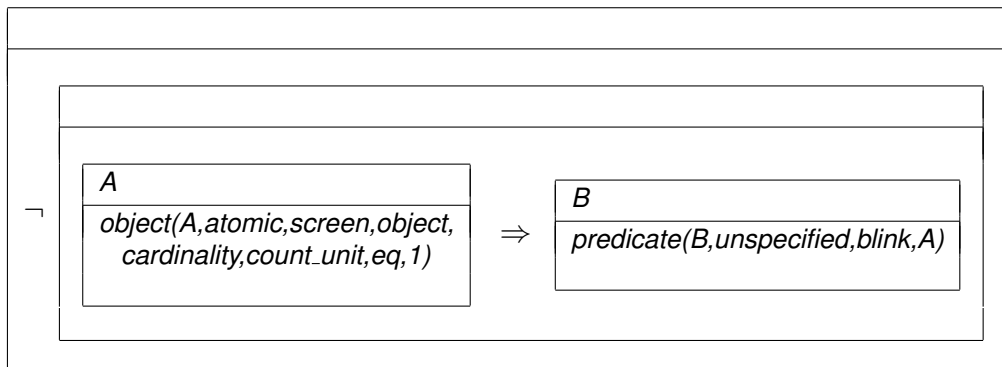 A
object(A,atomic,screen,object,
cardinality,count_unit,eq,1)
¬
⇒
B
predicate(B,unspecified,blink,A)